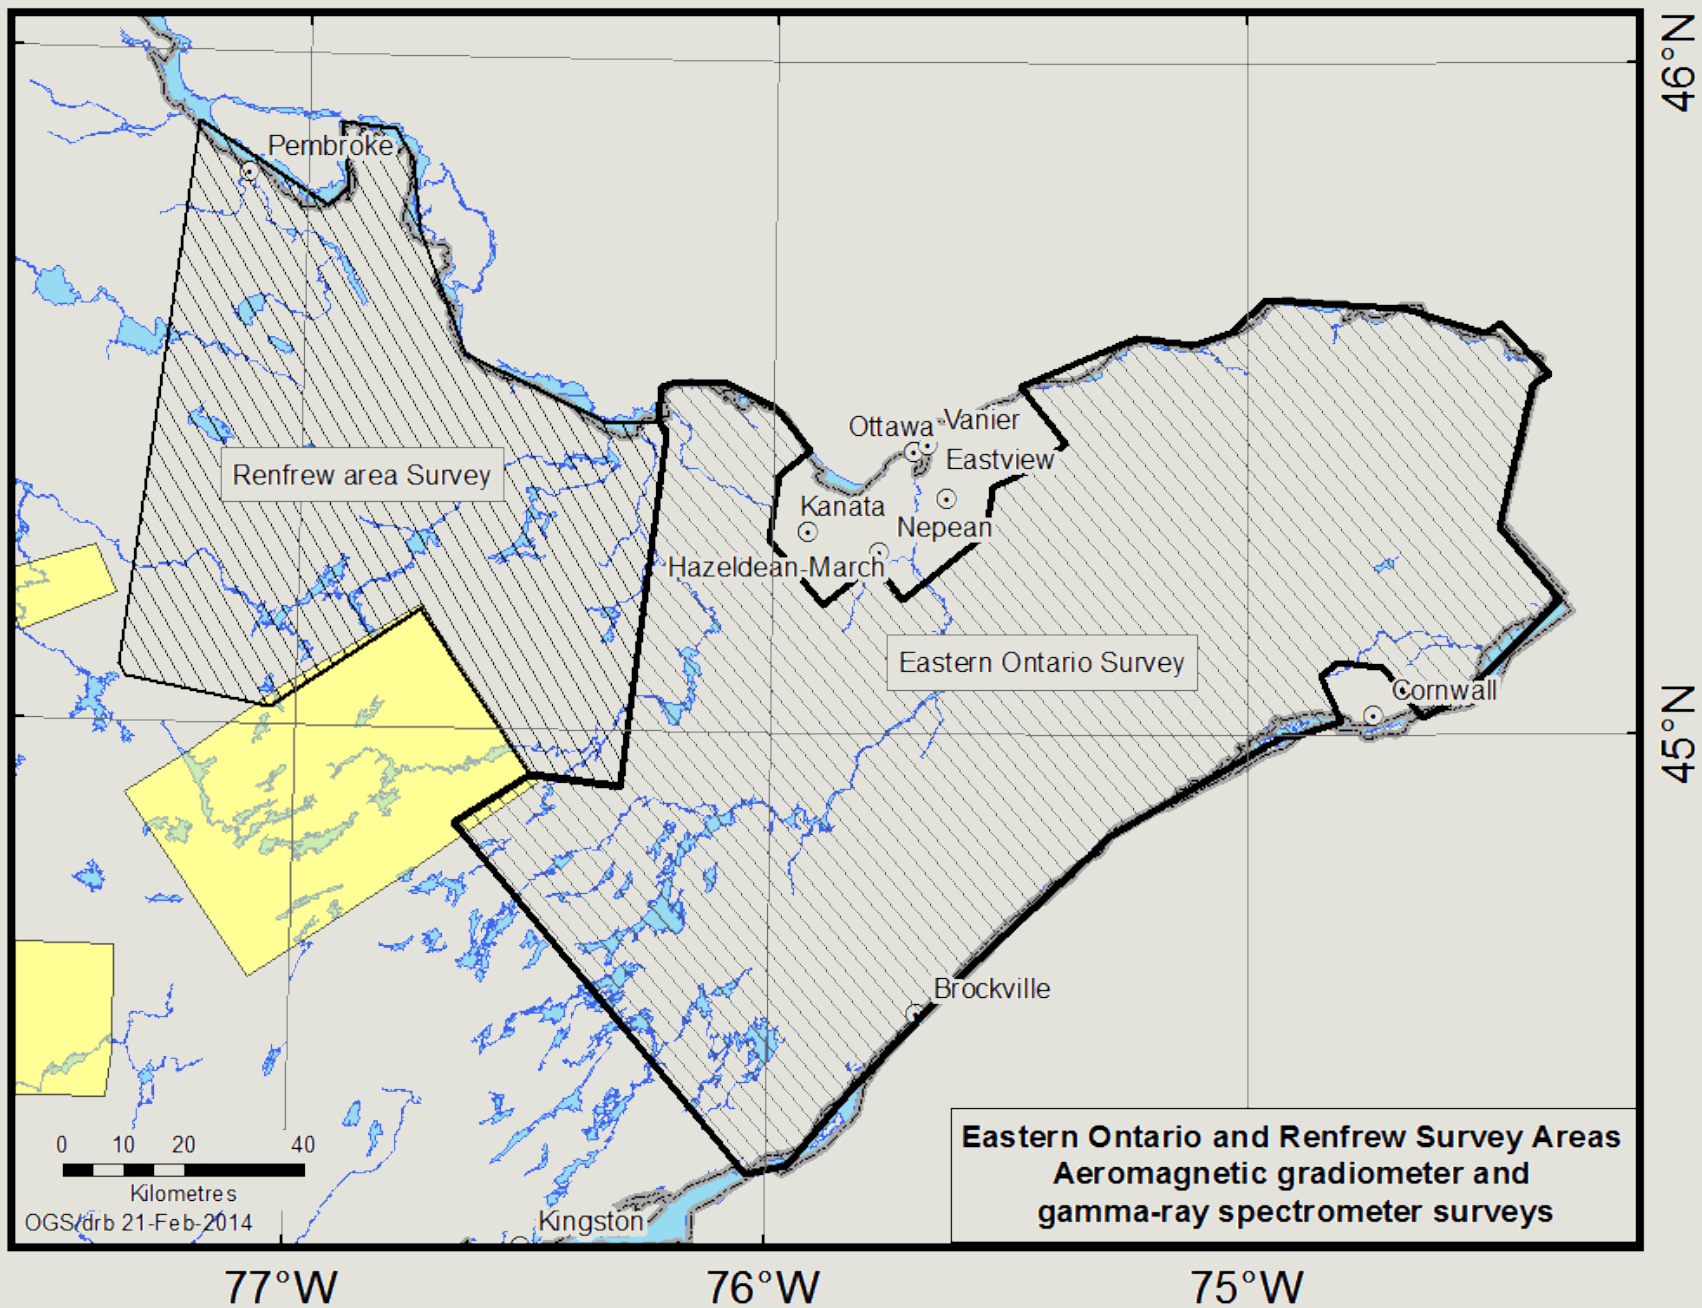 46°N
Pembroke
Ottawa
Vanier
Eastview
Renfrew area Survey
Kanata
Nepean
Hazeldean-March
Eastern Ontario Survey
Cornwall
45°N
Brockville
0 10 20 40
Kilometres
OGS/drb 21-Feb-2014
Kingston
Eastern Ontario and Renfrew Survey Areas
Aeromagnetic gradiometer and
gamma-ray spectrometer surveys
77°W 76°W 75°W